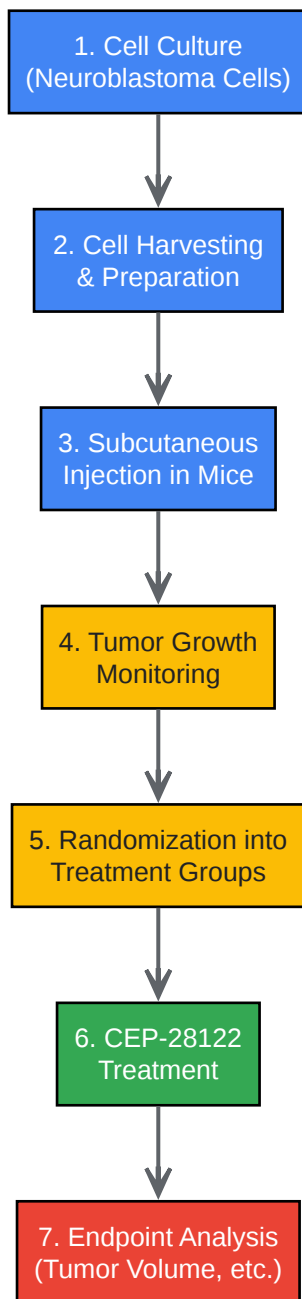 1. Cell Culture
(Neuroblastoma Cells)
2. Cell Harvesting
& Preparation
3. Subcutaneous
Injection in Mice
4. Tumor Growth
Monitoring
5. Randomization into
Treatment Groups
6. CEP-28122
Treatment
7. Endpoint Analysis
(Tumor Volume, etc.)